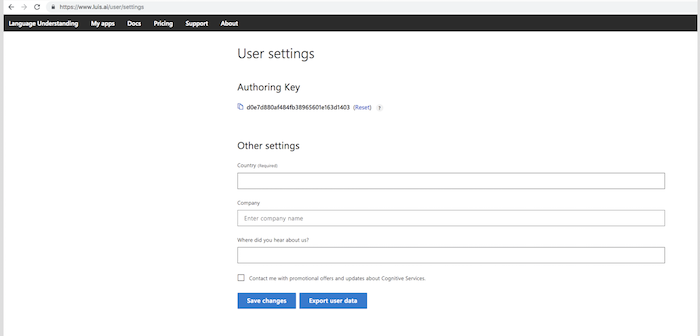 https://www.luis.ai/user/settings
Language Understanding My apps Docs Pricing Support About
User settings
Authoring Key
d0e7d880af484fb38965601e163d1403 (Reset) ?
Other settings
Country (Required)
Company
Enter company name
Where did you hear about us?
Contact me with promotional offers and updates about Cognitive Services.
Save changes Export user data